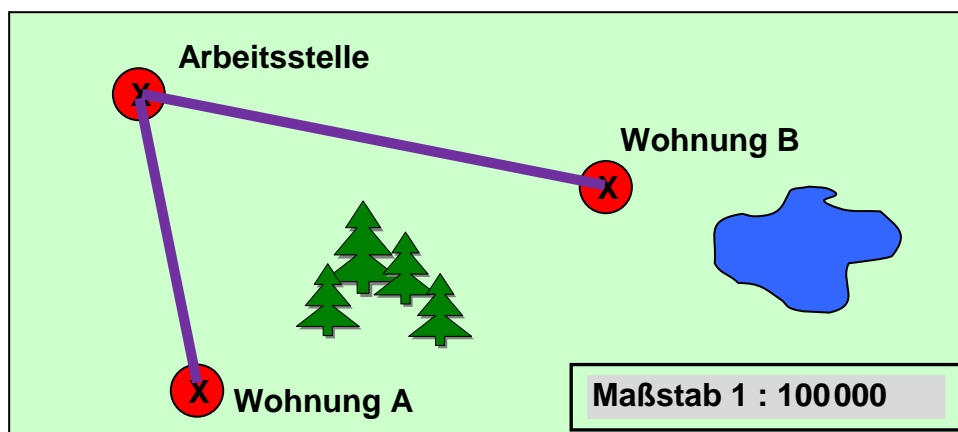 Arbeitsstelle
X
Wohnung B
X
X
Wohnung A
Maßstab 1 : 100000